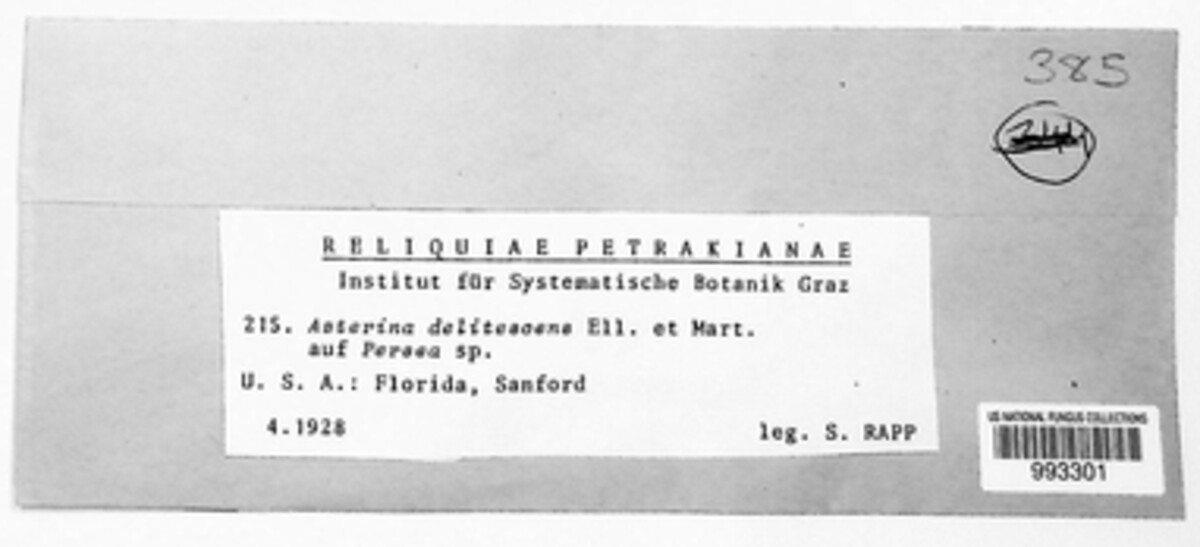 385
RELIQUIAE PETRAKIANAE
Institut für Systematische Botanik Graz
215. Asterina delitescens Ell. et Mart.
auf Persea sp.
U. S. A.: Florida, Sanford
4.1928 leg. S. RAPP
US NATIONAL FUNGUS COLLECTIONS
993301